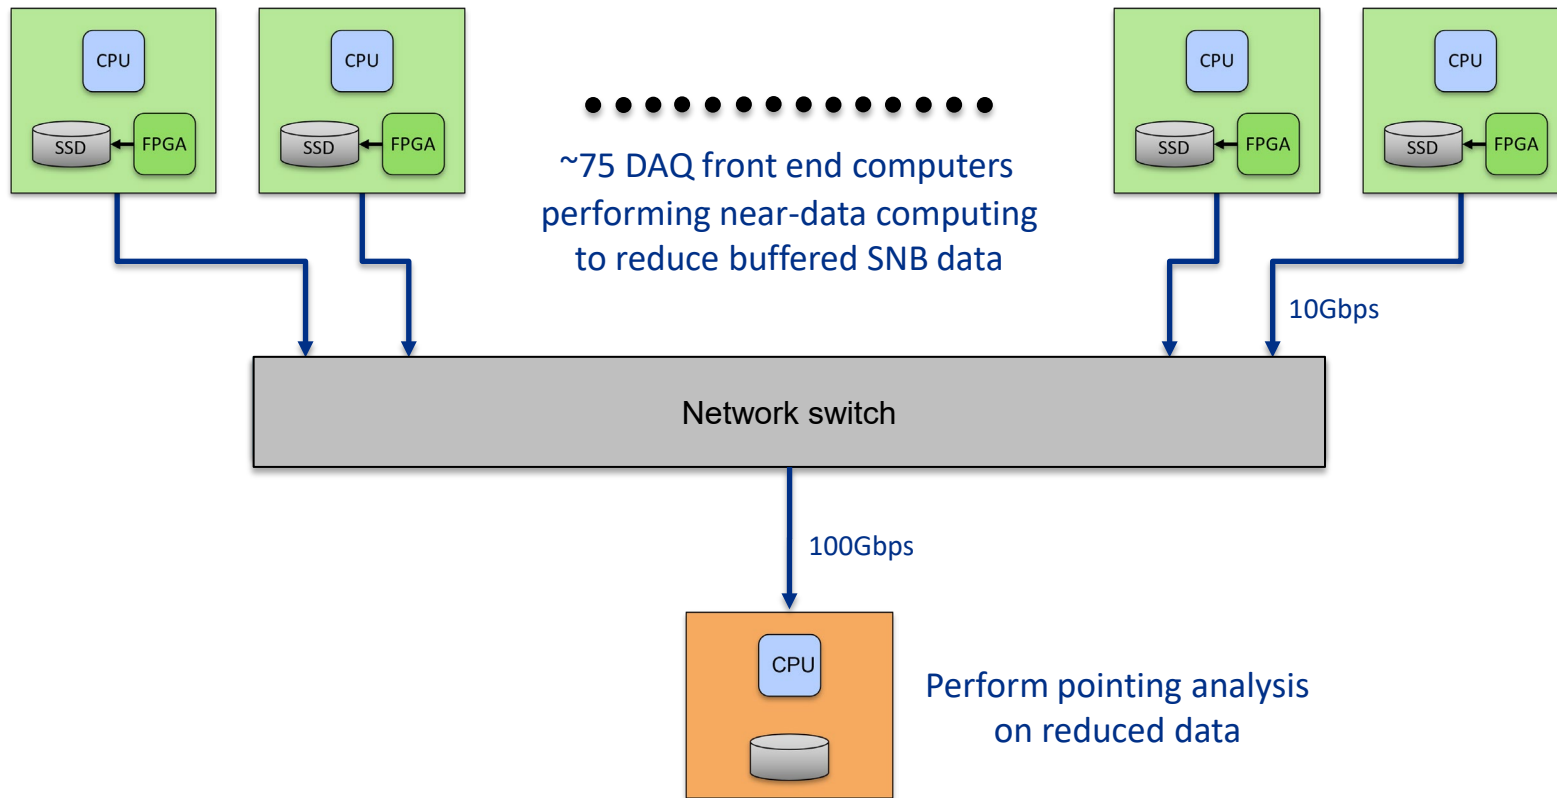 CPU
CPU
CPU
CPU
SSD
FPGA
SSD
FPGA
SSD
FPGA
SSD
FPGA
~75 DAQ front end computers
performing near-data computing
to reduce buffered SNB data
10Gbps
Network switch
100Gbps
CPU
Perform pointing analysis
on reduced data